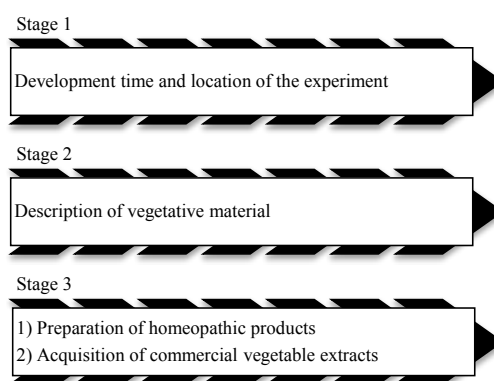 Stage 1
Development time and location of the experiment
Stage 2
Description of vegetative material
Stage 3
1) Preparation of homeopathic products
2) Acquisition of commercial vegetable extracts